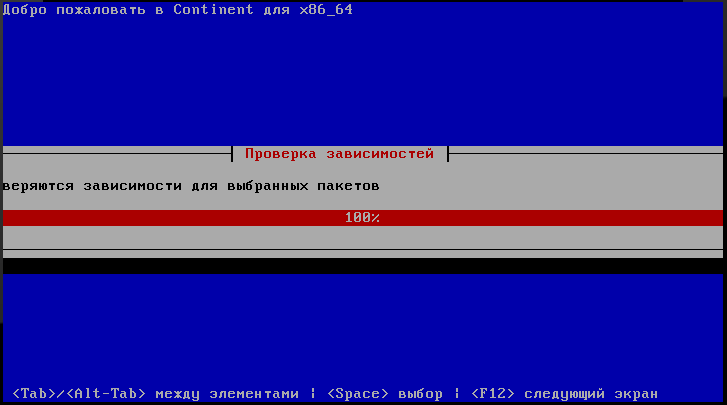 Добро пожаловать в Continent для x86_64
Проверка зависимостей
веряются зависимости для выбранных пакетов
100%
<Tab>/<Alt-Tab> между элементами | <Space> выбор | <F12> следующий экран